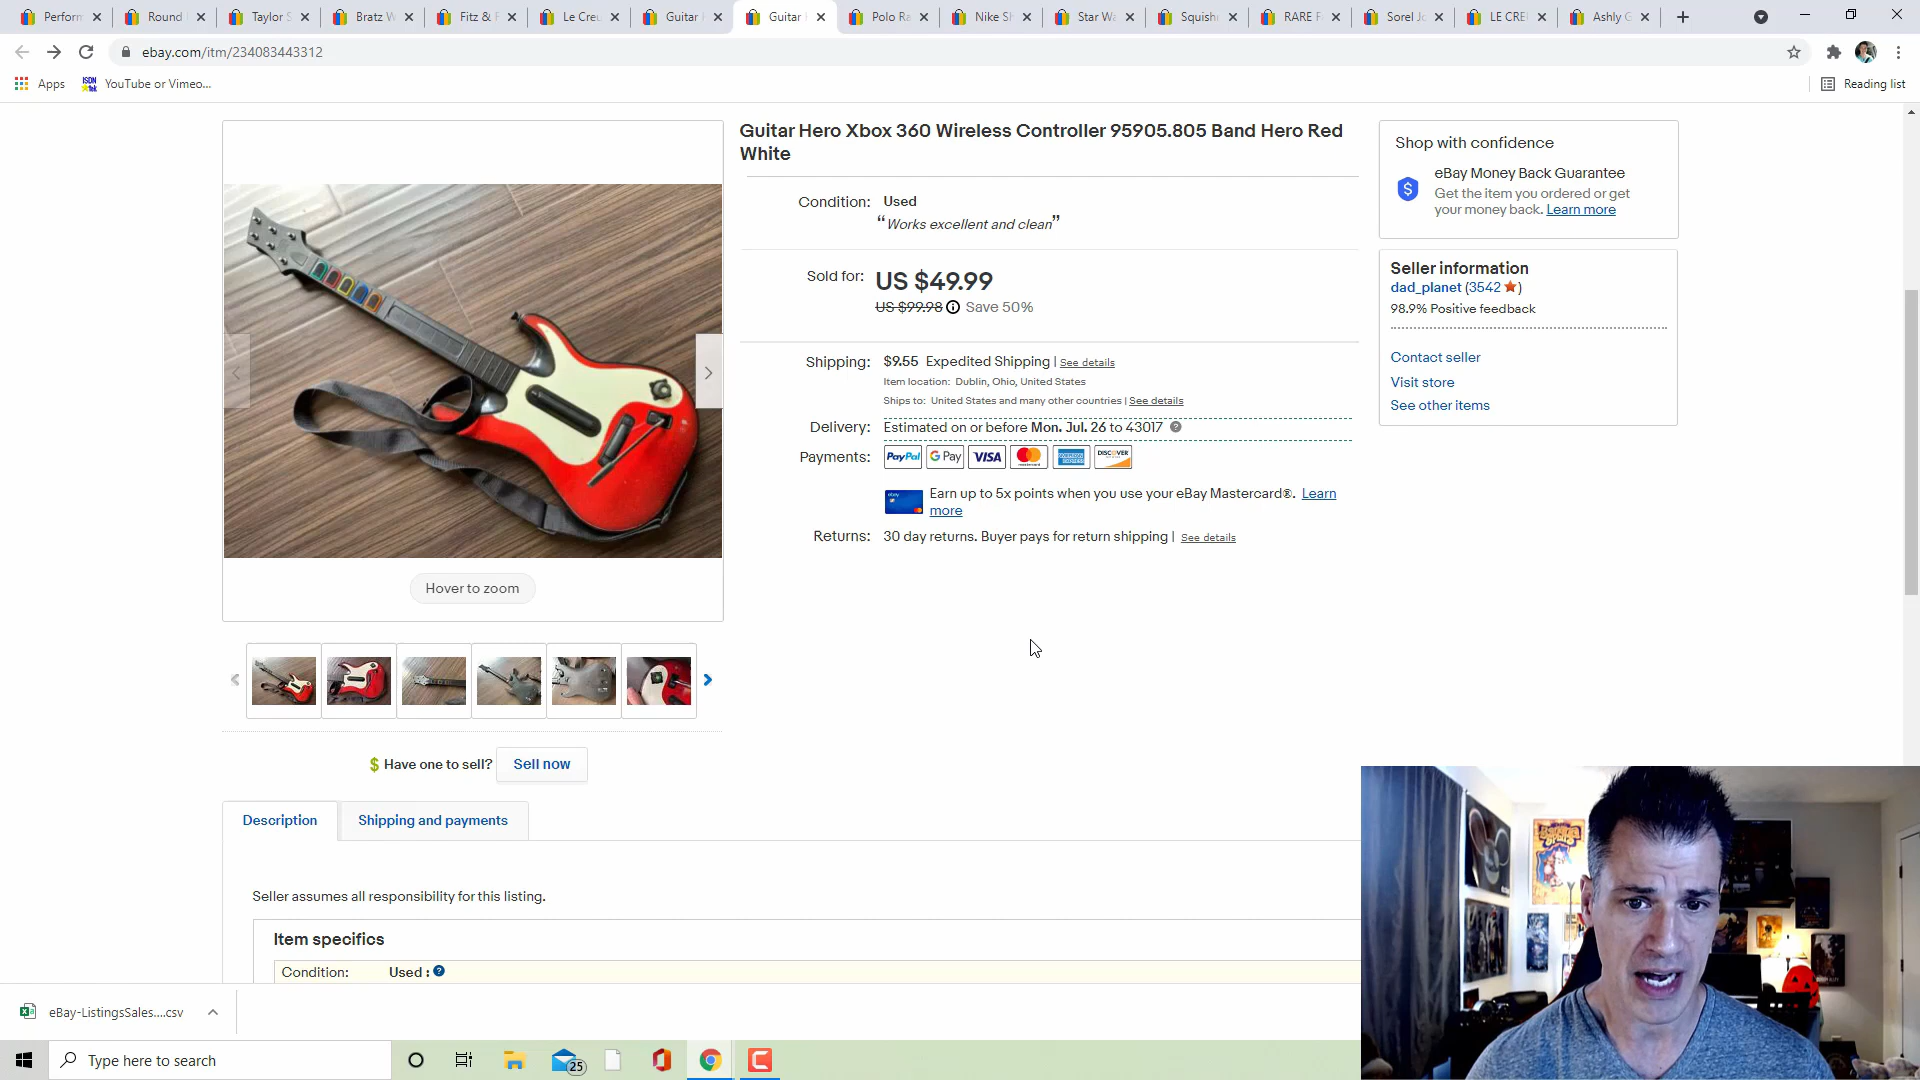 Perform
Round
Taylor S
Bratz W
Fitz & F
Le Creu
Guitar
Guitar
Polo Ra
Nike Sh
Star Wa
Squishm
RARE F
Sorel Jo
LE CREU
Ashly G
ebay.com/itm/234083443312
Apps
ISDN
Tek
YouTube or Vimeo...
Reading list
Guitar Hero Xbox 360 Wireless Controller 95905.805 Band Hero Red
White
Condition: Used
“Works excellent and clean”
Sold for: US $49.99
US $99.98 Save 50%
Shipping: $9.55 Expedited Shipping | See details
Item location: Dublin, Ohio, United States
Ships to: United States and many other countries | See details
Delivery: Estimated on or before Mon. Jul. 26 to 43017
Payments: PayPal G Pay VISA DISCOVER
Earn up to 5x points when you use your eBay Mastercard®. Learn
more
Returns: 30 day returns. Buyer pays for return shipping | See details
Shop with confidence
eBay Money Back Guarantee
Get the item you ordered or get
your money back. Learn more
Seller information
dad_planet (3542 )
98.9% Positive feedback
Contact seller
Visit store
See other items
Hover to zoom
$ Have one to sell? Sell now
Description
Shipping and payments
Seller assumes all responsibility for this listing.
Item specifics
Condition: Used :
eBay-ListingsSales....csv
Type here to search
25